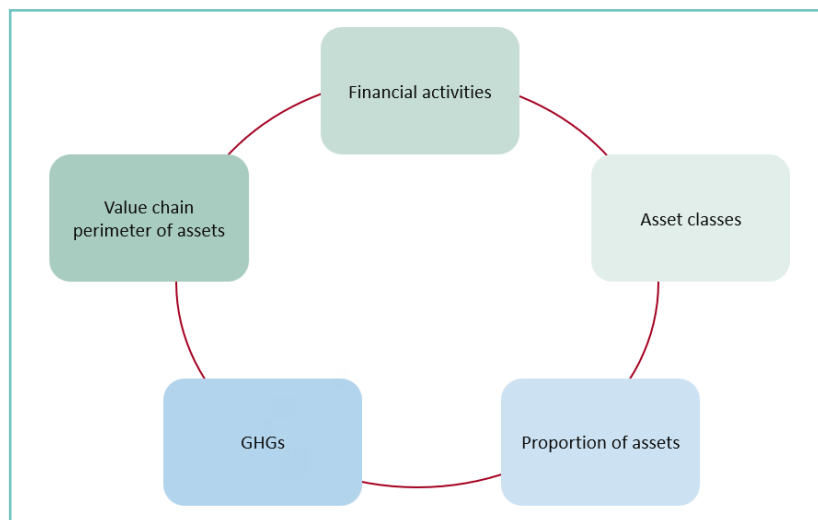 Financial activities
Asset classes
Proportion of assets
GHGs
Value chain
perimeter of assets